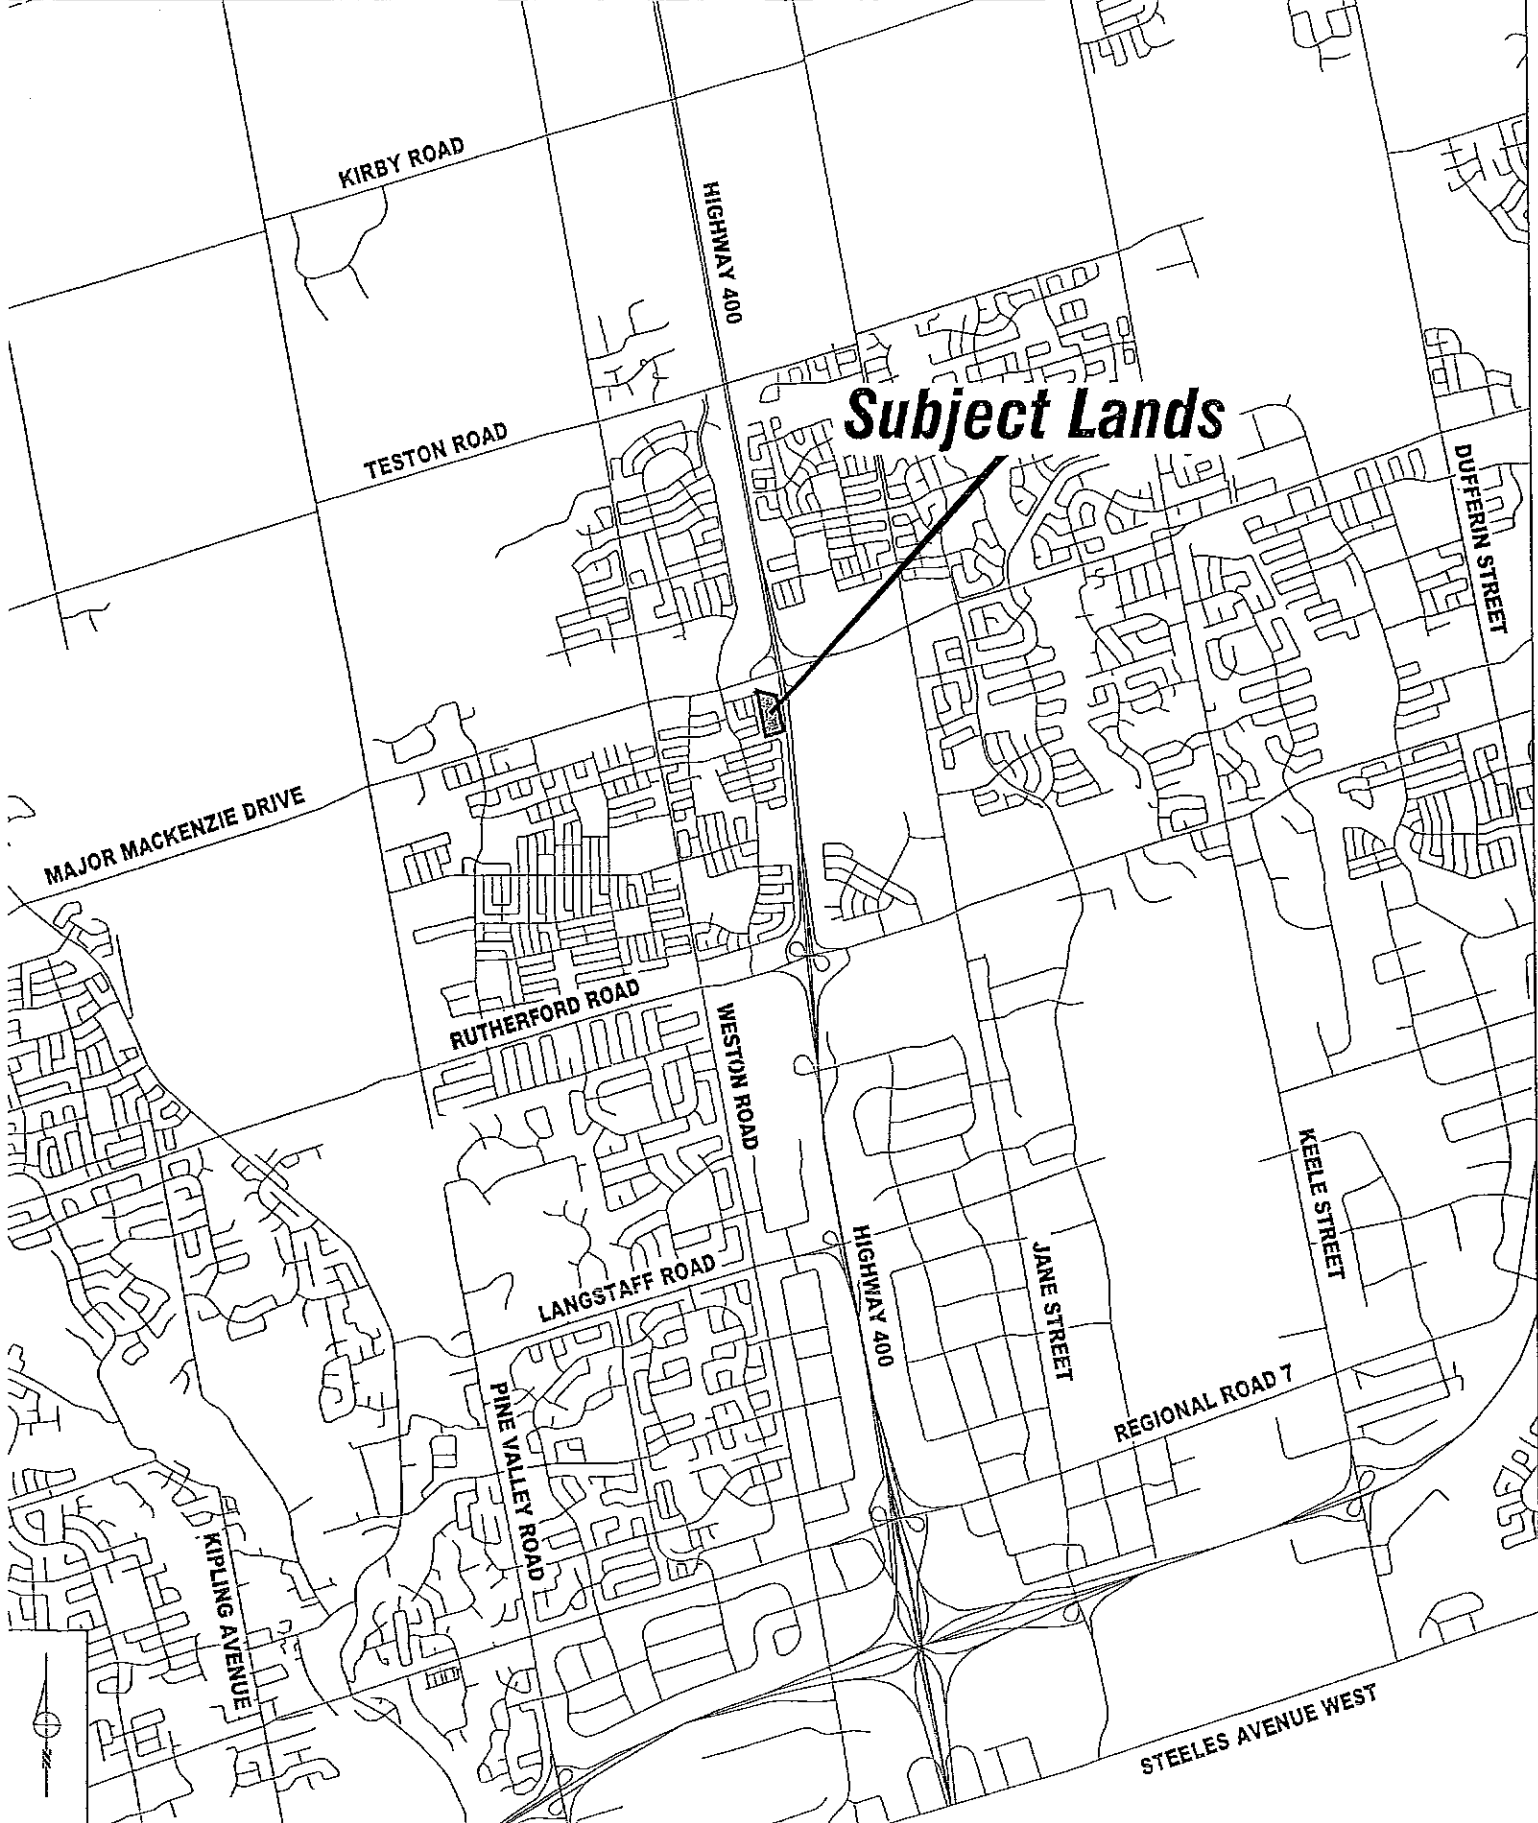 KIRBY ROAD
HIGHWAY 400
Subject Lands
TESTON ROAD
DUFFERIN STREET
MAJOR MACKENZIE DRIVE
RUTHERFORD ROAD
WESTON ROAD
KEELE STREET
LANGSTAFF ROAD
HIGHWAY 400
JANE STREET
REGIONAL ROAD 7
PINE VALLEY ROAD
KIPLING AVENUE
STEELES AVENUE WEST
N